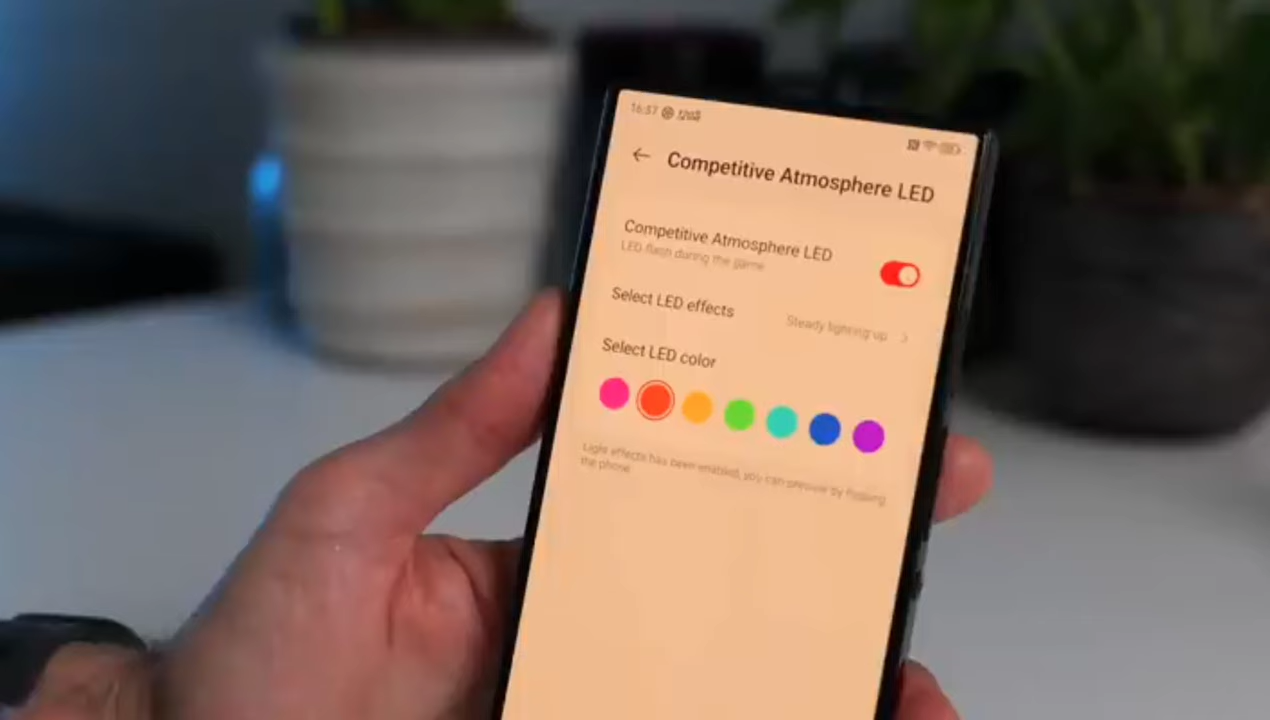 16:57
Competitive Atmosphere LED
Competitive Atmosphere LED
LED flash during the game
Select LED effects
Steady lighting up
Select LED color
Light effects has been enabled, you can preview by flipping
the phone